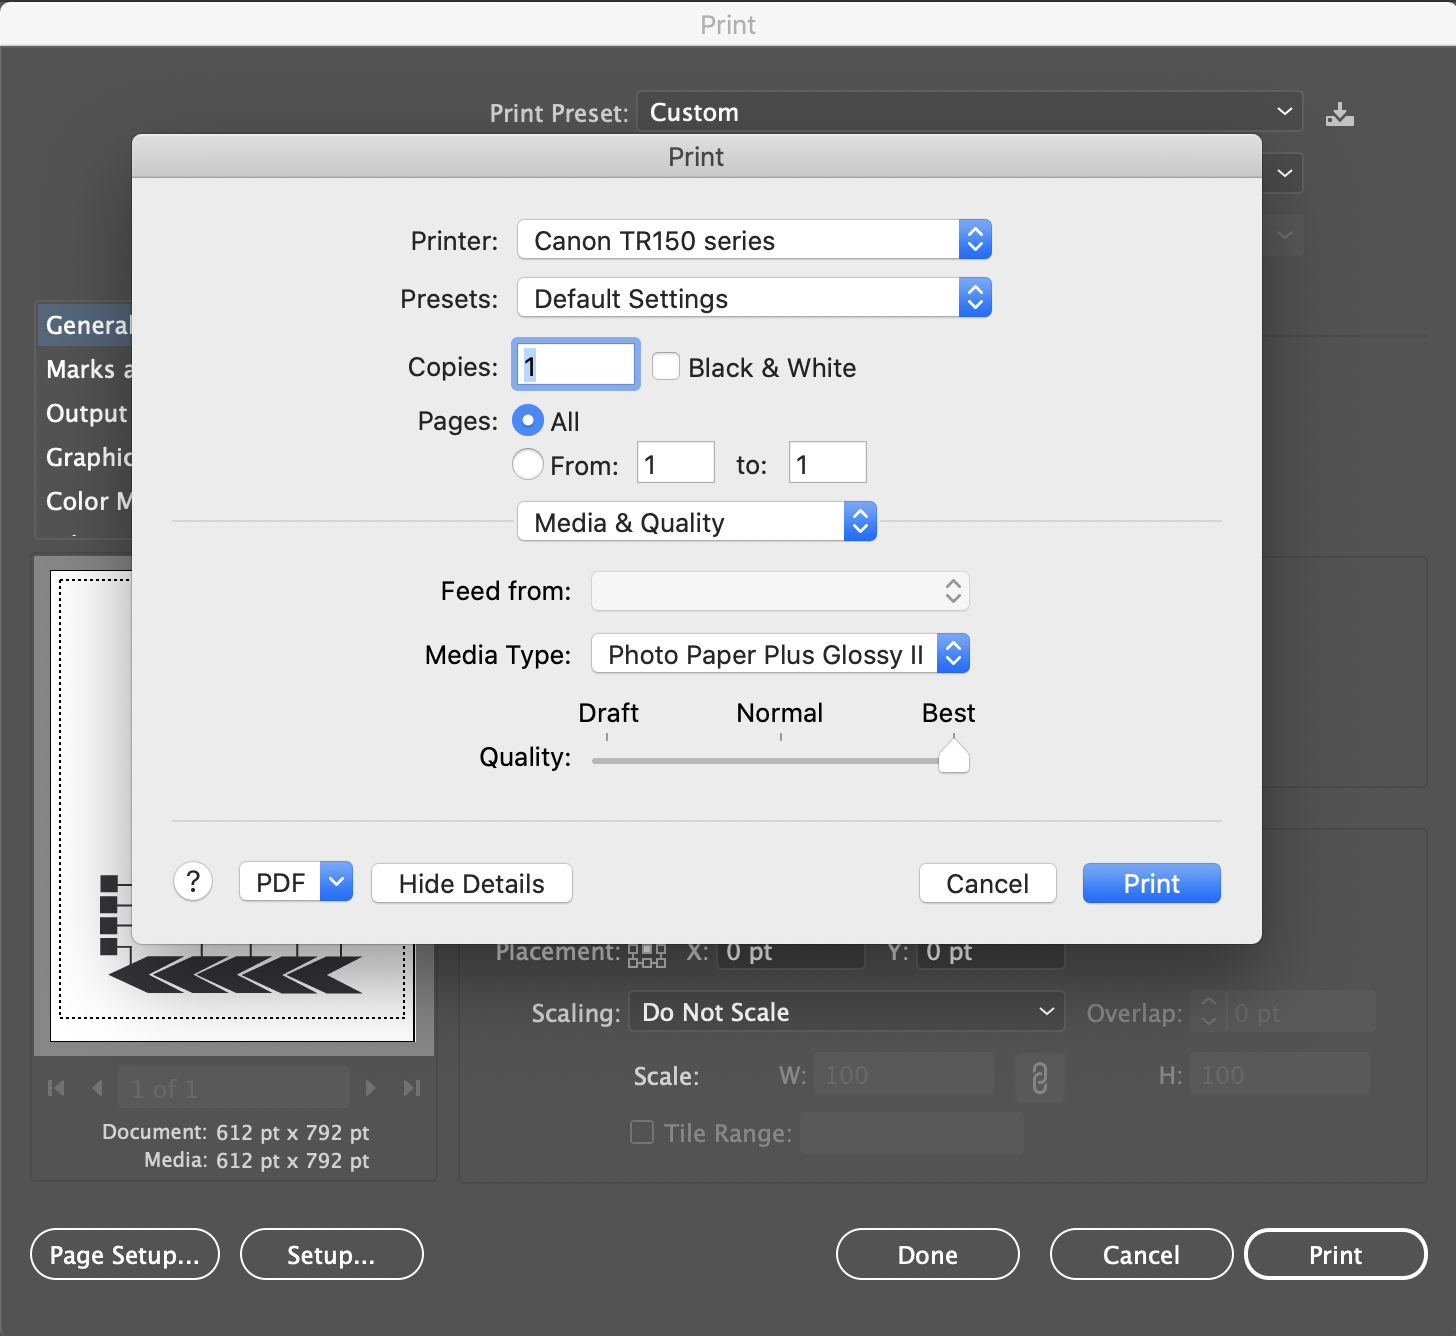 Print
Print Preset: Custom
Print
Printer: Canon TR150 series
Presets: Default Settings
Copies: 1 Black & White
Pages: All
From: 1 to: 1
Media & Quality
Feed from:
Media Type: Photo Paper Plus Glossy II
Draft Normal Best
Quality:
? PDF Hide Details Cancel Print
General
Marks a
Output
Graphic
Color M
Placement: X: 0 pt Y: 0 pt
Scaling: Do Not Scale Overlap: 0 pt
Scale: W: 100 H: 100
Tile Range:
1 of 1
Document: 612 pt x 792 pt
Media: 612 pt x 792 pt
Page Setup... Setup... Done Cancel Print